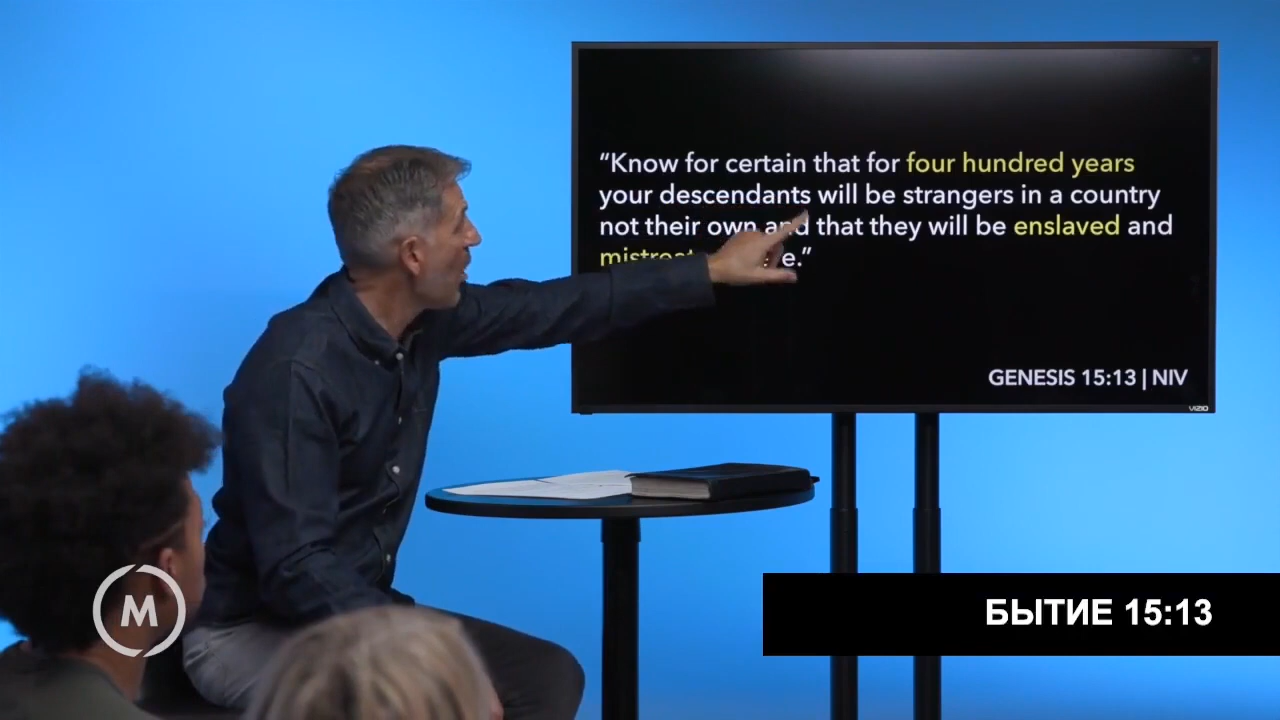 “Know for certain that for four hundred years
your descendants will be strangers in a country
not their own and that they will be enslaved and
GENESIS 15:13 | NIV
VIZIO
M
БЫТИЕ 15:13